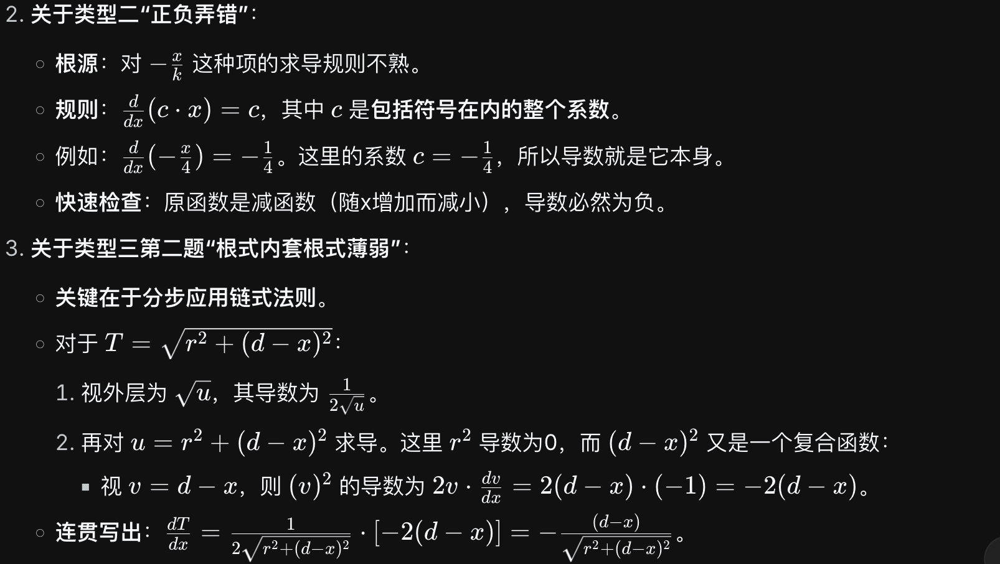 2. 关于类型二“正负弄错”：
○ 根源：对 $-\frac{x}{k}$ 这种项的求导规则不熟。
○ 规则：$\frac{d}{dx}(c \cdot x) = c$，其中 $c$ 是包括符号在内的整个系数。
○ 例如：$\frac{d}{dx}(-\frac{x}{4}) = -\frac{1}{4}$。这里的系数 $c = -\frac{1}{4}$，所以导数就是它本身。
○ 快速检查：原函数是减函数（随x增加而减小），导数必然为负。
3. 关于类型三第二题“根式内套根式薄弱”：
○ 关键在于分步应用链式法则。
○ 对于 $T = \sqrt{r^2 + (d - x)^2}$：
1. 视外层为 $\sqrt{u}$，其导数为 $\frac{1}{2\sqrt{u}}$。
2. 再对 $u = r^2 + (d - x)^2$ 求导。这里 $r^2$ 导数为0，而 $(d - x)^2$ 又是一个复合函数：
▪ 视 $v = d - x$，则 $(v)^2$ 的导数为 $2v \cdot \frac{dv}{dx} = 2(d - x) \cdot (-1) = -2(d - x)$。
○ 连贯写出：$\frac{dT}{dx} = \frac{1}{2\sqrt{r^2+(d-x)^2}} \cdot [-2(d - x)] = -\frac{(d-x)}{\sqrt{r^2+(d-x)^2}}$。